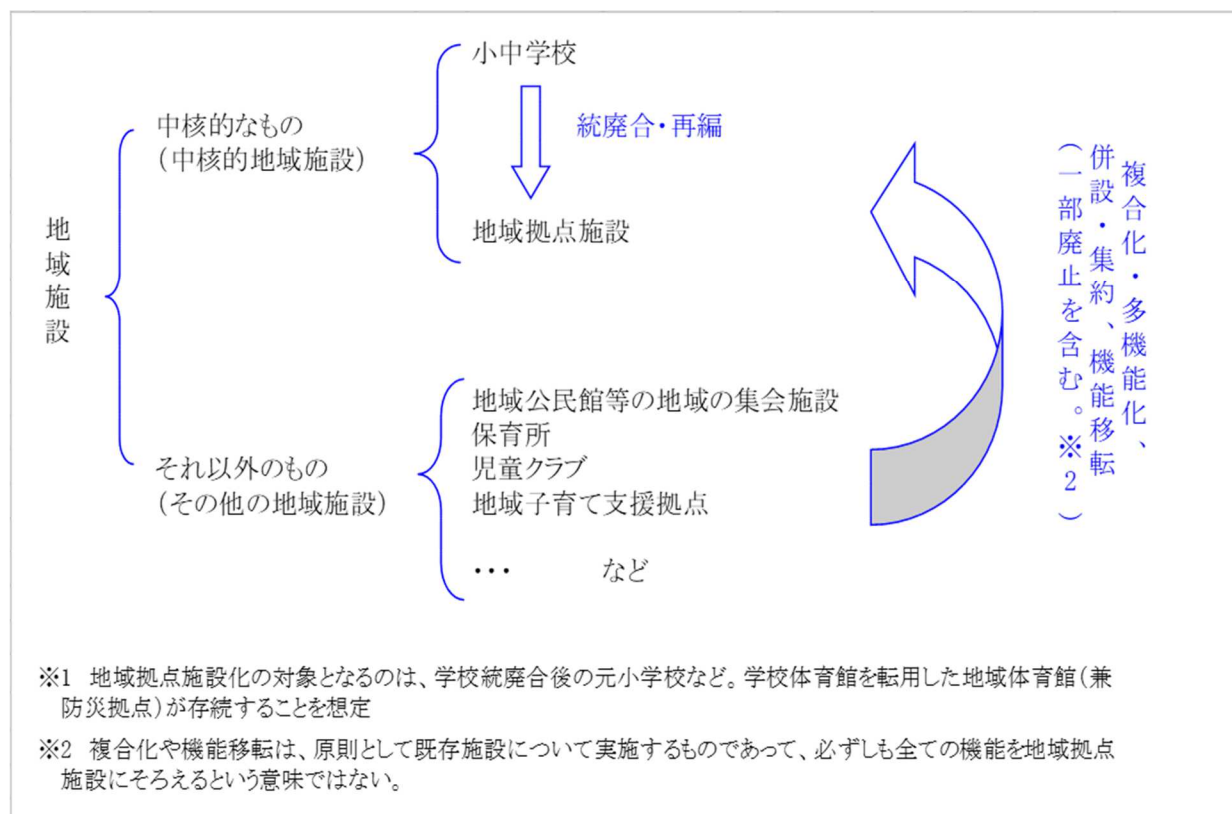 地域施設
中核的なもの
(中核的地域施設)
小中学校
統廃合・再編
地域拠点施設
それ以外のもの
(その他の地域施設)
地域公民館等の地域の集会施設
保育所
児童クラブ
地域子育て支援拠点
・・・ など
複合化・多機能化、
併設・集約、機能移転
(一部廃止を含む。※2)
※1 地域拠点施設化の対象となるのは、学校統廃合後の元小学校など。学校体育館を転用した地域体育館(兼
防災拠点)が存続することを想定
※2 複合化や機能移転は、原則として既存施設について実施するものであって、必ずしも全ての機能を地域拠点
施設にそろえるという意味ではない。